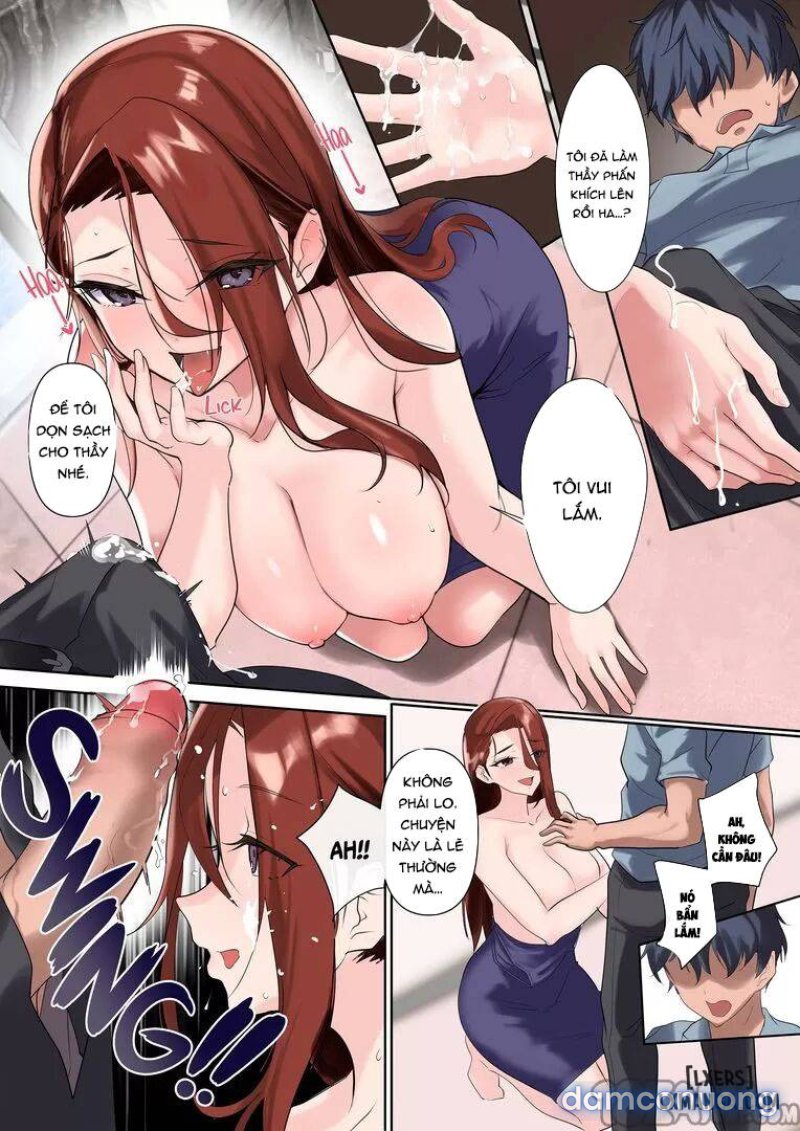 TÔI ĐÃ LÀM
THẦY PHẤN
KHÍCH LÊN
RỒI HA...?
Haa
Haa
LICK
ĐỂ TÔI
DỌN SẠCH
CHO THẦY
NHÉ.
TÔI VUI
LẮM.
SWING!!
AH!!
KHÔNG
PHẢI LO.
CHUYỆN
NÀY LÀ LẼ
THƯỜNG
MÀ...
AH,
KHÔNG
CẦN ĐÂU!
NÓ
BẨN
LẮM!
[LXERS]
damconuong
.COM